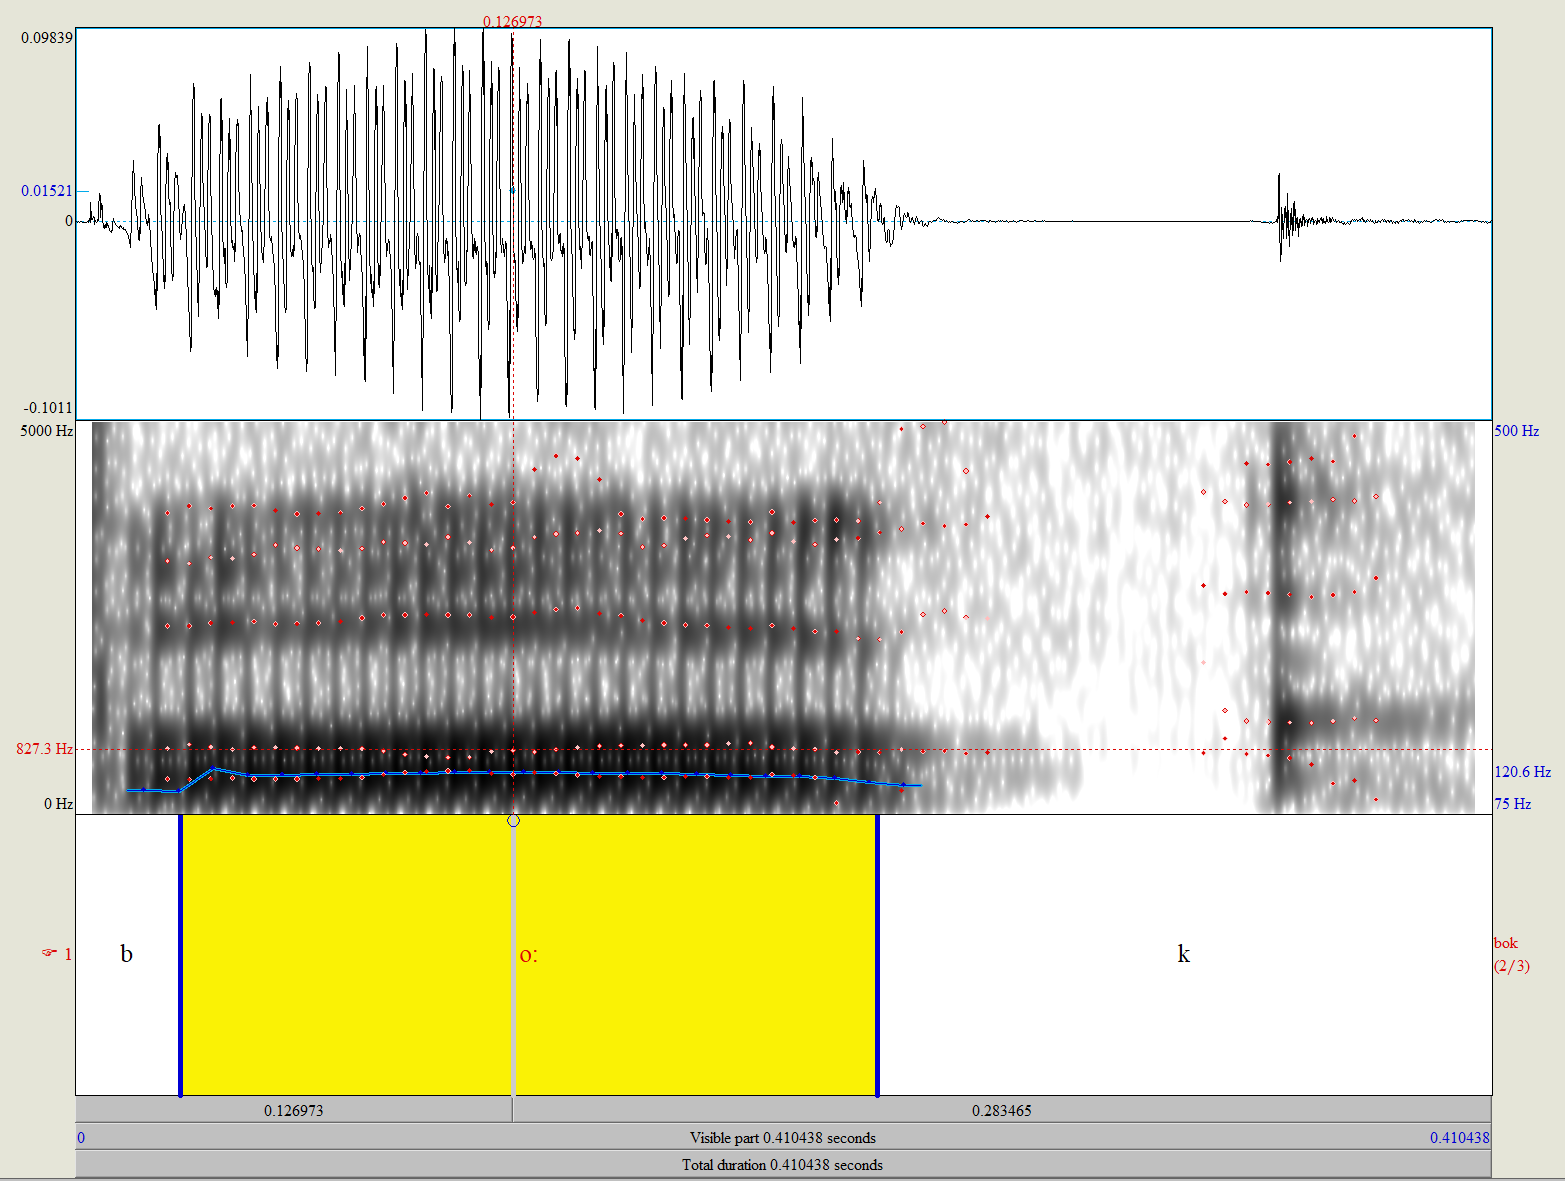 0.126973
0.09839
0.01521
0
-0.1011
5000 Hz
500 Hz
827.3 Hz
120.6 Hz
0 Hz
75 Hz
☞ 1
b
o:
k
bok
(2/3)
0.126973
0.283465
0
Visible part 0.410438 seconds
0.410438
Total duration 0.410438 seconds